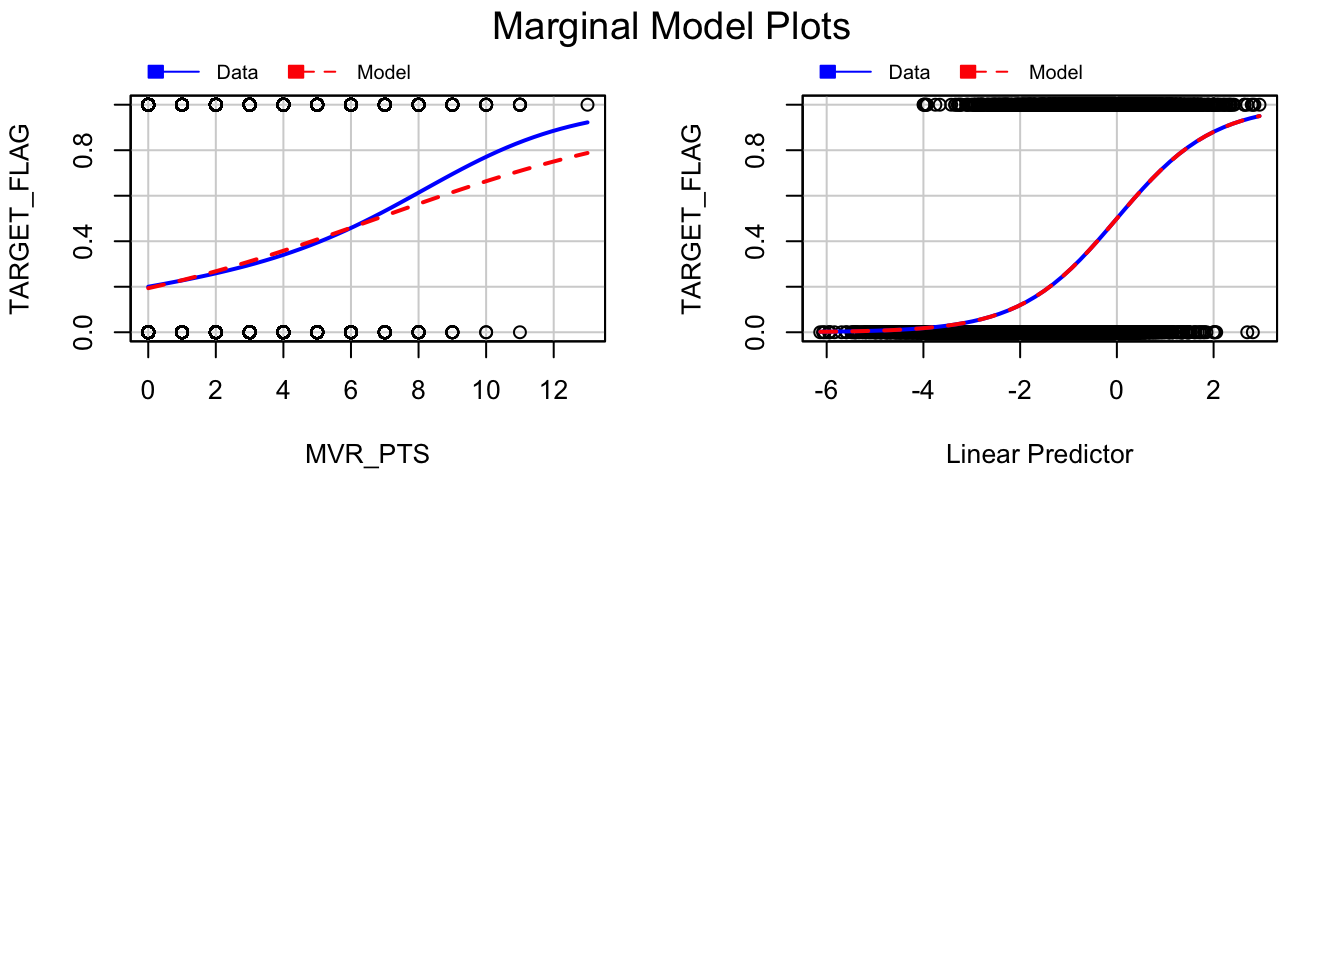 Marginal Model Plots
Data Model
TARGET_FLAG
0.0 0.4 0.8
0 2 4 6 8 10 12
MVR_PTS
Data Model
TARGET_FLAG
0.0 0.4 0.8
-6 -4 -2 0 2
Linear Predictor